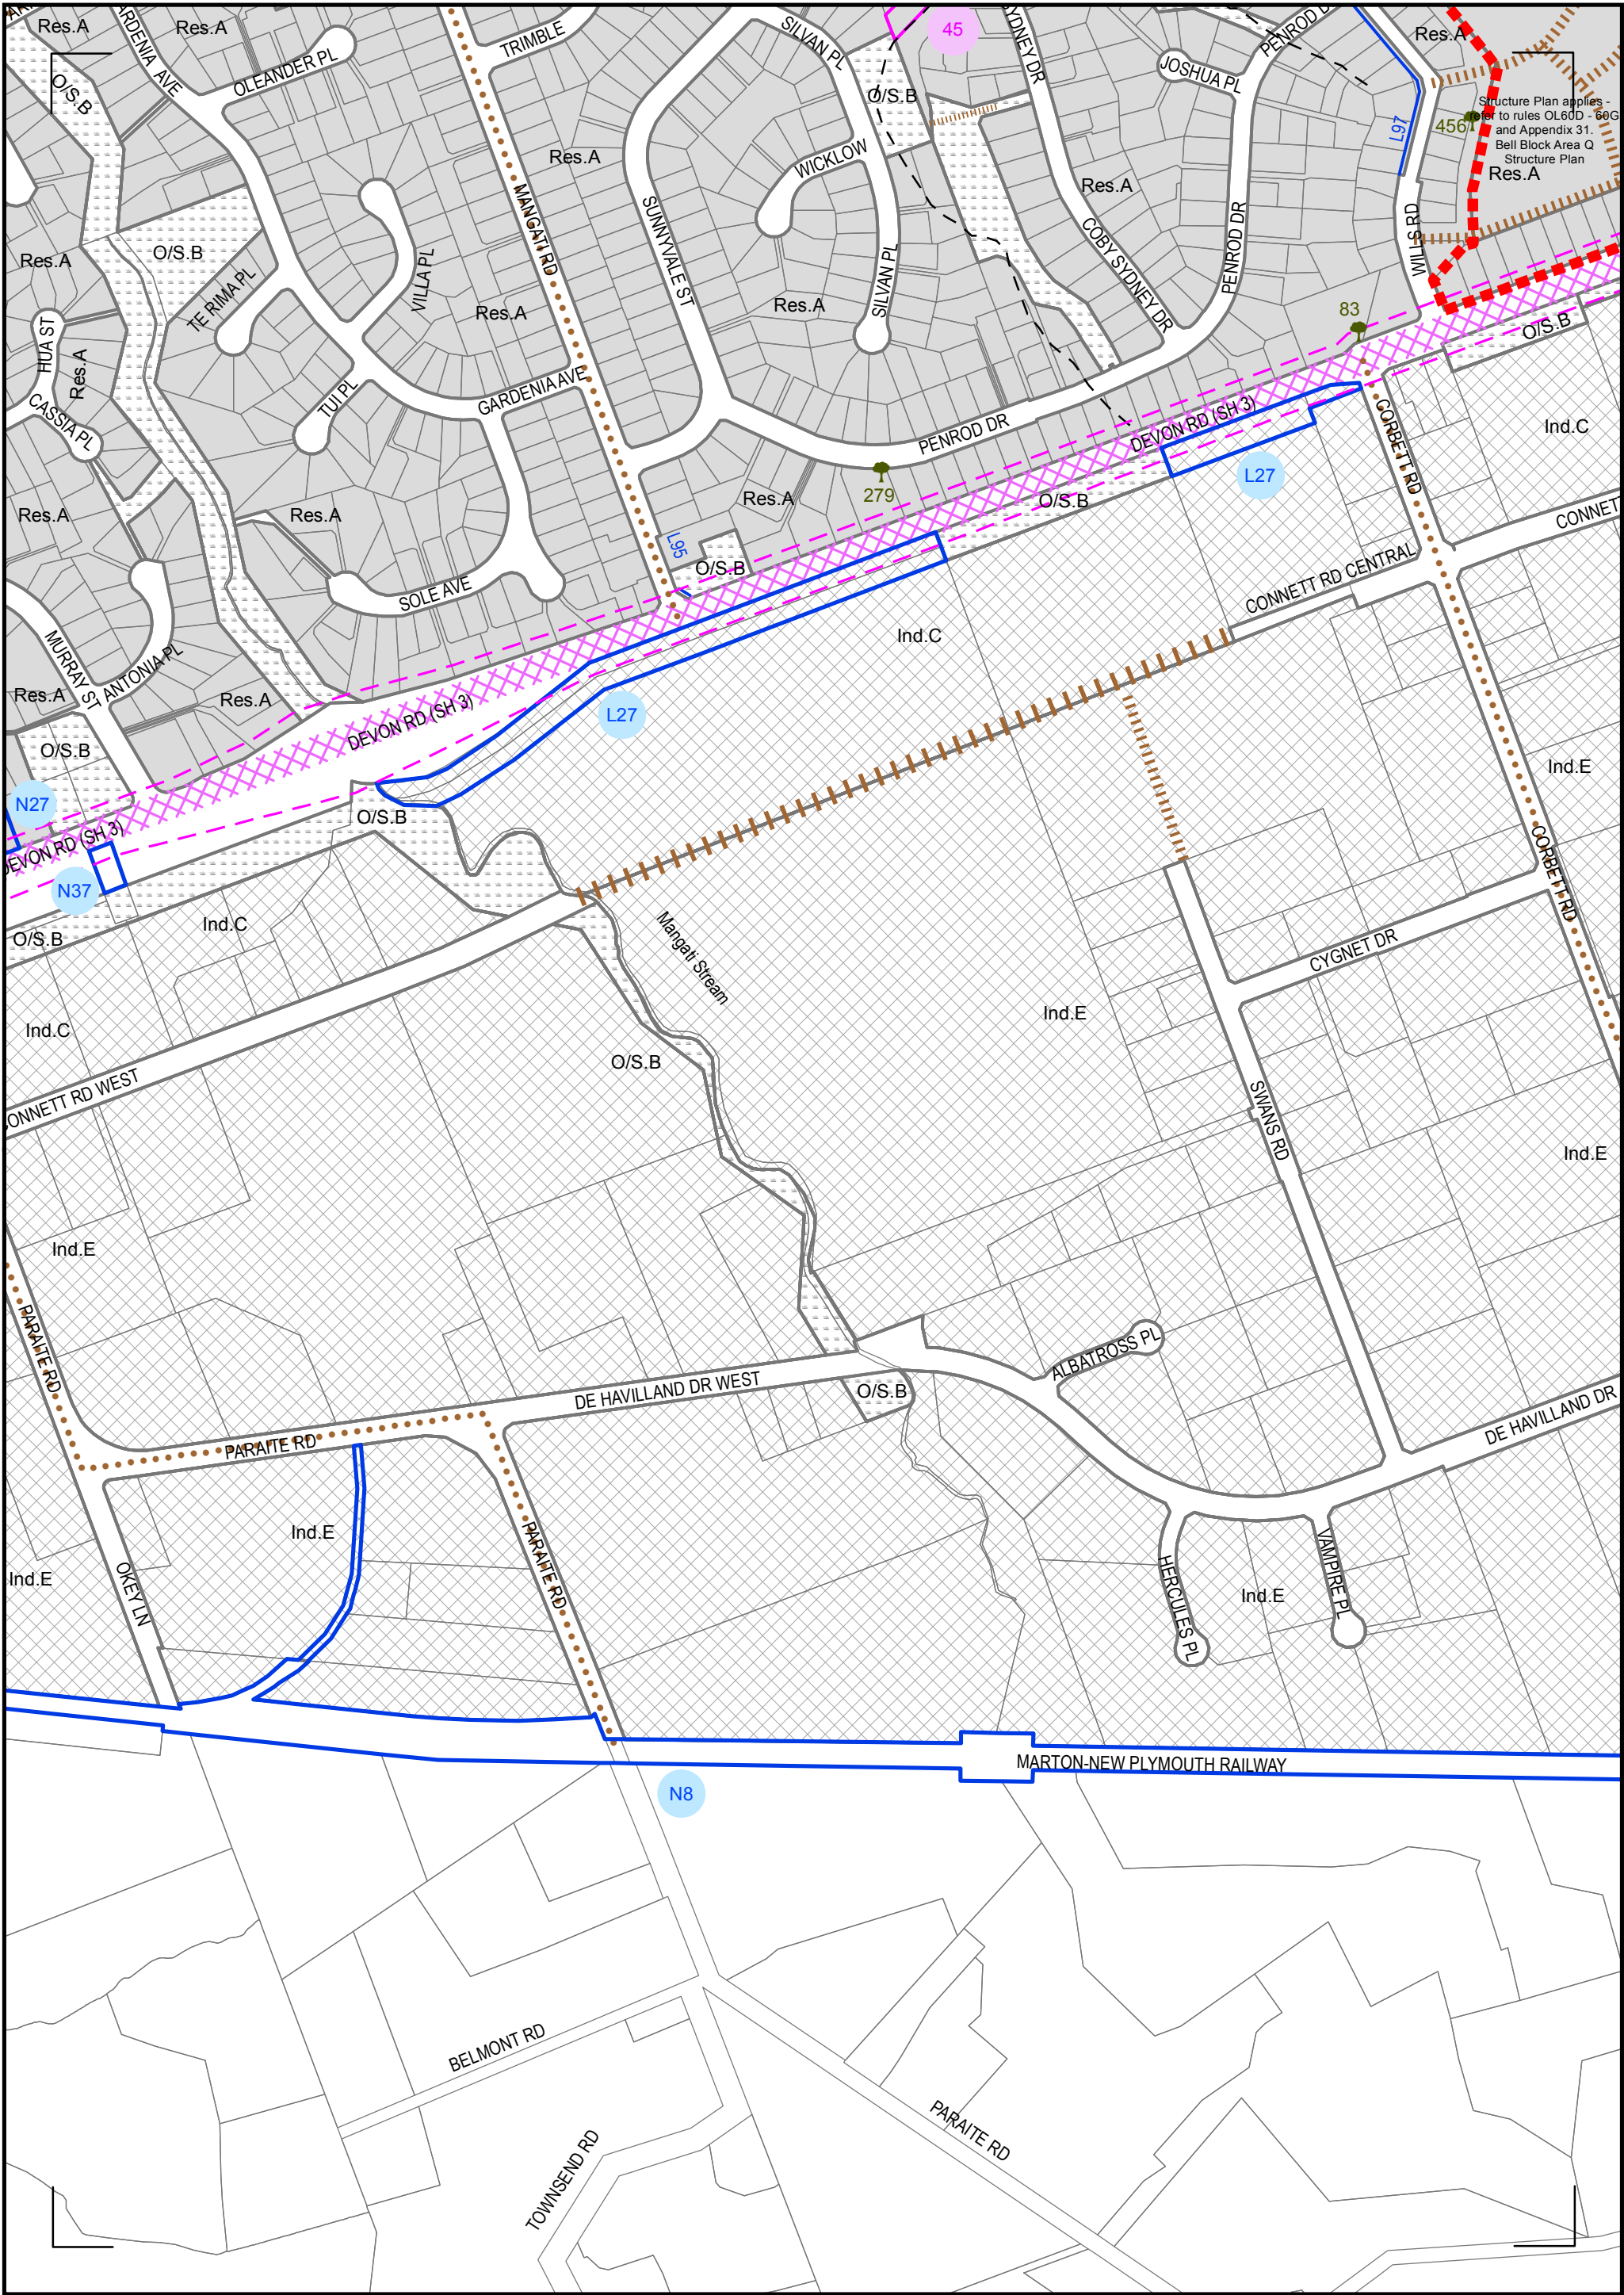 Res.A
Res.A
GARDENIA AVE
OLEANDER PL
TRIMBLE
SILVAN PL
45
SYDNEY DR
PENROD D
JOSHUA PL
Res.A
O/S.B
O/S.B
L97
456
Structure Plan applies -
refer to rules OL60D - 60G
and Appendix 31.
Bell Block Area Q
Structure Plan
Res.A
Res.A
WICKLOW
Res.A
MANGATI RD
SUNNYVALE ST
COBY SYDNEY DR
PENROD DR
WILLS RD
Res.A
O/S.B
TE RIMA PL
VILLA PL
Res.A
Res.A
SILVAN PL
83
O/S.B
HUA ST
Res.A
CASSIA PL
TUI PL
GARDENIA AVE
PENROD DR
DEVON RD (SH 3)
CORBETT RD
Ind.C
L27
279
Res.A
O/S.B
Res.A
Res.A
CONNET
L95
O/S.B
SOLE AVE
CONNETT RD CENTRAL
Ind.C
MURRAY ST
ANTONIA PL
Res.A
Res.A
DEVON RD (SH 3)
L27
O/S.B
Ind.E
N27
O/S.B
DEVON RD (SH 3)
N37
CORBETT RD
Ind.C
O/S.B
Mangati Stream
CYGNET DR
Ind.E
Ind.C
O/S.B
CONNETT RD WEST
SWANS RD
Ind.E
Ind.E
PARAITE RD
ALBATROSS PL
DE HAVILLAND DR WEST
O/S.B
DE HAVILLAND DR
PARAITE RD
Ind.E
PARAITE RD
Ind.E
OKEY LN
HERCULES PL
Ind.E
VAMPIRE PL
MARTON-NEW PLYMOUTH RAILWAY
N8
BELMONT RD
PARAITE RD
TOWNSEND RD